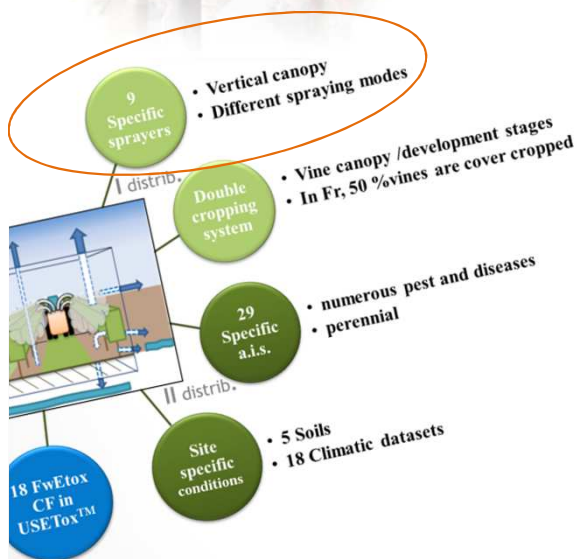 9
Specific
sprayers
• Vertical canopy
• Different spraying modes
I distrib.
Double
cropping
system
• Vine canopy /development stages
• In Fr, 50 %vines are cover cropped
29
Specific
a.i.s.
• numerous pest and diseases
• perennial
II distrib.
Site
specific
conditions
• 5 Soils
• 18 Climatic datasets
18 FwEtox
CF in
USETox™